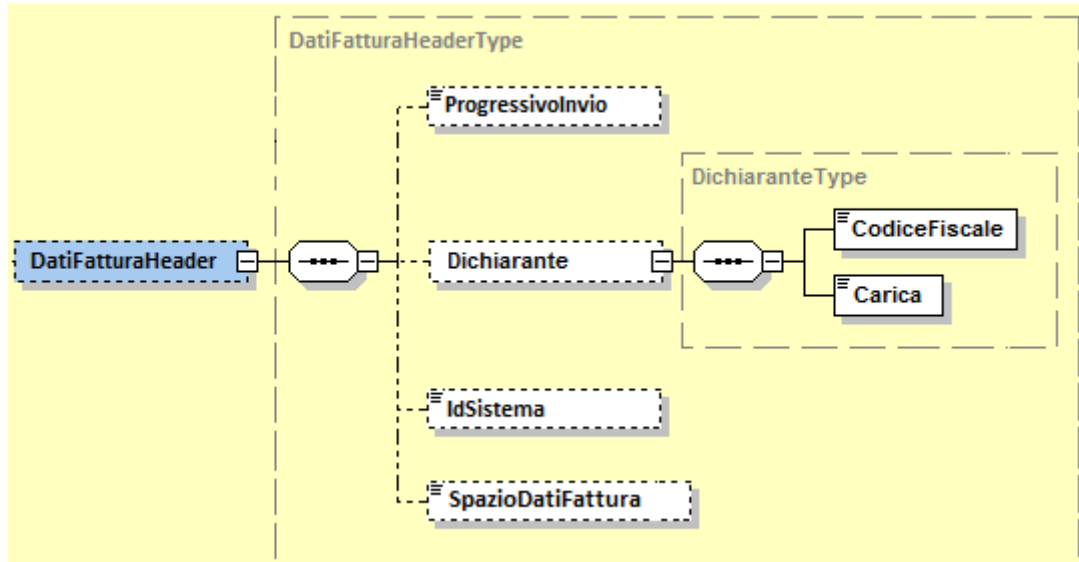 DatiFatturaHeaderType
ProgressivoInvio
DichiaranteType
CodiceFiscale
DatiFatturaHeader
Dichiarante
Carica
IdSistema
SpazioDatiFattura